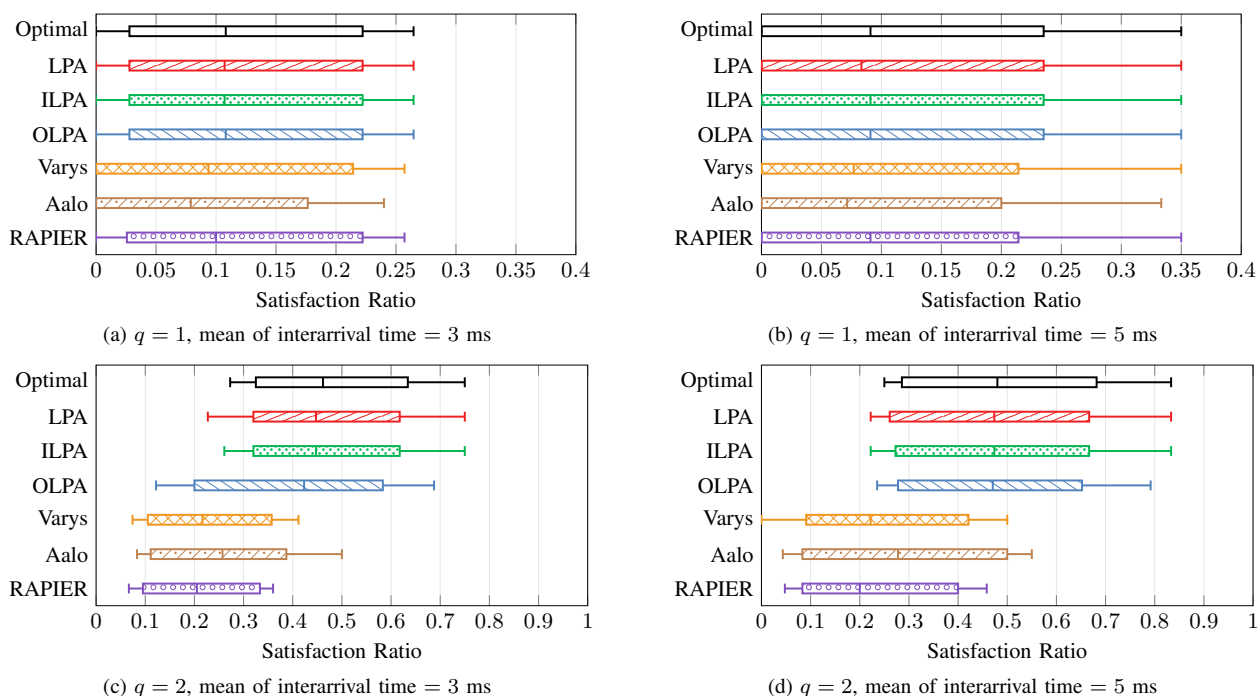 Optimal
LPA
ILPA
OLPA
Varys
Aalo
RAPIER
0 0.05 0.1 0.15 0.2 0.25 0.3 0.35 0.4
Satisfaction Ratio
(a) q = 1, mean of interarrival time = 3 ms
Optimal
LPA
ILPA
OLPA
Varys
Aalo
RAPIER
0 0.05 0.1 0.15 0.2 0.25 0.3 0.35 0.4
Satisfaction Ratio
(b) q = 1, mean of interarrival time = 5 ms
Optimal
LPA
ILPA
OLPA
Varys
Aalo
RAPIER
0 0.1 0.2 0.3 0.4 0.5 0.6 0.7 0.8 0.9 1
Satisfaction Ratio
(c) q = 2, mean of interarrival time = 3 ms
Optimal
LPA
ILPA
OLPA
Varys
Aalo
RAPIER
0 0.1 0.2 0.3 0.4 0.5 0.6 0.7 0.8 0.9 1
Satisfaction Ratio
(d) q = 2, mean of interarrival time = 5 ms